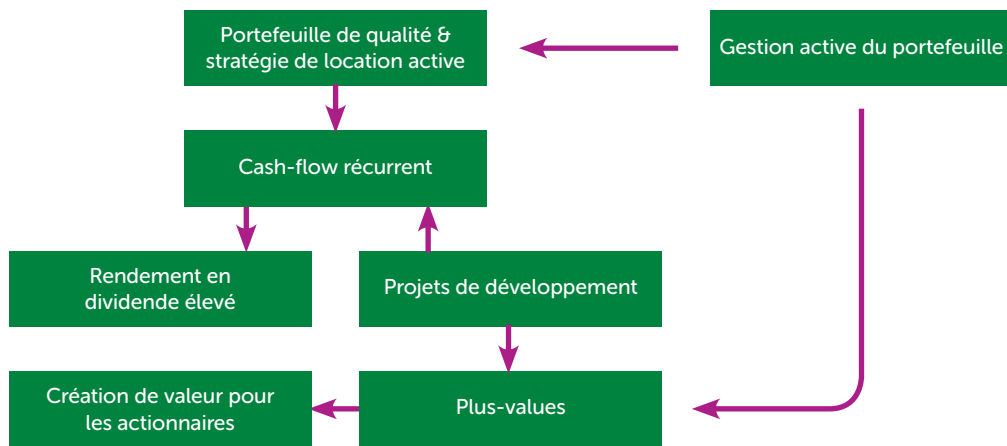 Portefeuille de qualité &
stratégie de location active
Gestion active du portefeuille
Cash-flow récurrent
Rendement en
dividende élevé
Projets de développement
Création de valeur pour
les actionnaires
Plus-values